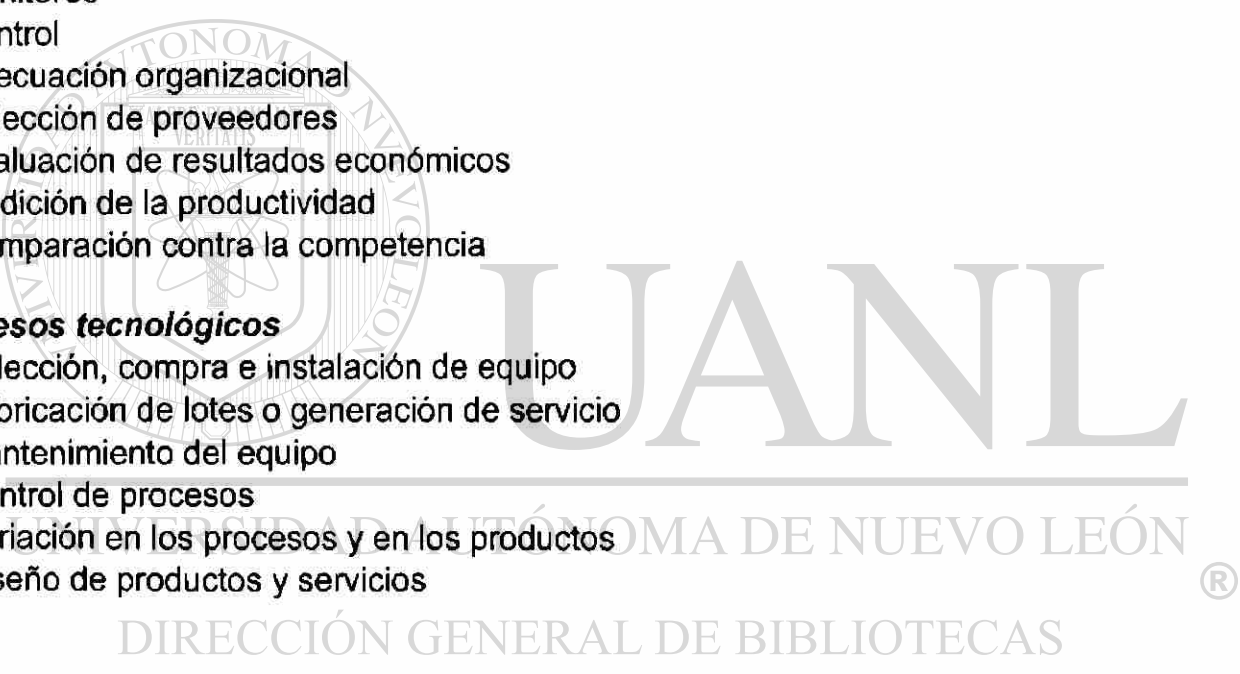 ntrol
ecuación organizacional
ección de proveedores
aluación de resultados económicos
dición de la productividad
mparación contra la competencia
esos tecnológicos
lección, compra e instalación de equipo
bricación de lotes o generación de servicio
antenimiento del equipo
ntrol de procesos
riación en los procesos y en los productos
seño de productos y servicios
UANL
UNIVERSIDAD AUTÓNOMA DE NUEVO LEÓN
®
DIRECCIÓN GENERAL DE BIBLIOTECAS